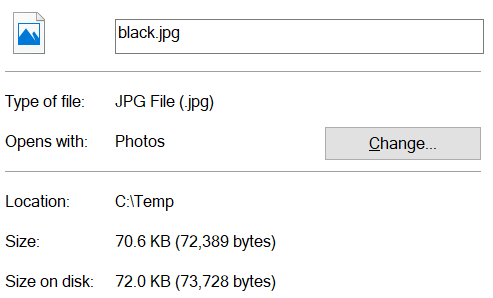 black.jpg
Type of file: JPG File (.jpg)
Opens with: Photos Change...
Location: C:\Temp
Size: 70.6 KB (72,389 bytes)
Size on disk: 72.0 KB (73,728 bytes)